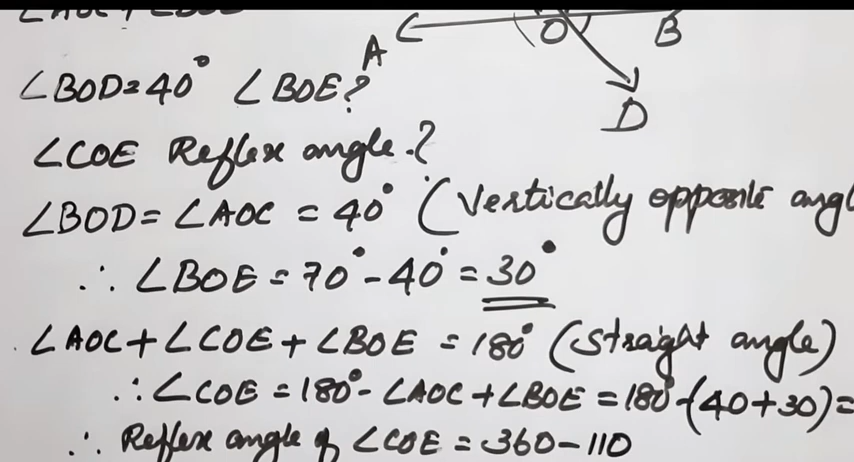 A O B
D
∠BOD=40° ∠BOE?
∠COE Reflex angle.?
∠BOD= ∠AOC = 40° (Vertically opposite angl
∴ ∠BOE = 70°-40° = 30°
∠AOC+∠COE+∠BOE = 180° (straight angle)
∴∠COE =180°-∠AOC+∠BOE =180°-(40+30)=
∴ Reflex angle of ∠COE = 360-110